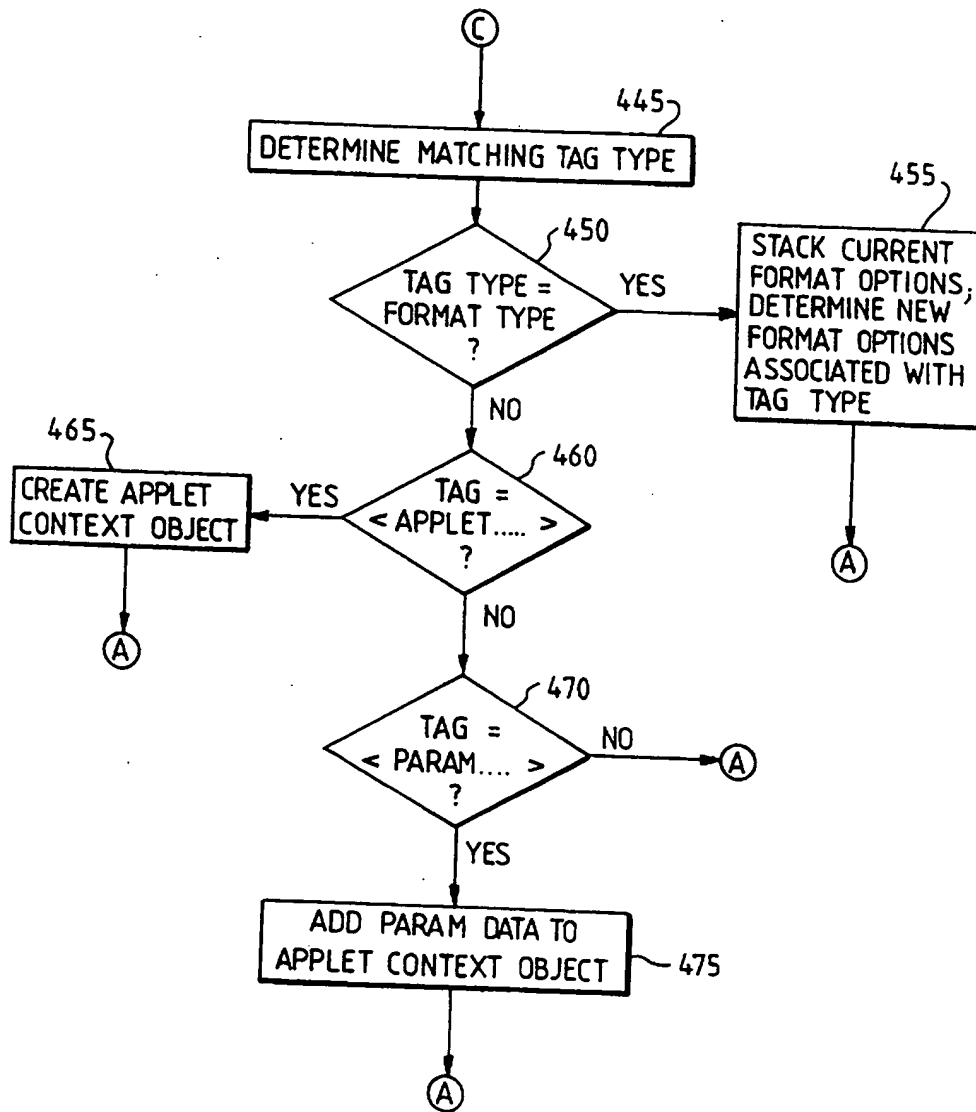 C
445
DETERMINE MATCHING TAG TYPE
450
TAG TYPE =
FORMAT TYPE
?
YES
455
STACK CURRENT
FORMAT OPTIONS;
DETERMINE NEW
FORMAT OPTIONS
ASSOCIATED WITH
TAG TYPE
A
NO
460
TAG =
< APPLET..... >
?
YES
465
CREATE APPLET
CONTEXT OBJECT
A
NO
470
TAG =
< PARAM.... >
?
NO
A
YES
ADD PARAM DATA TO
APPLET CONTEXT OBJECT
475
A